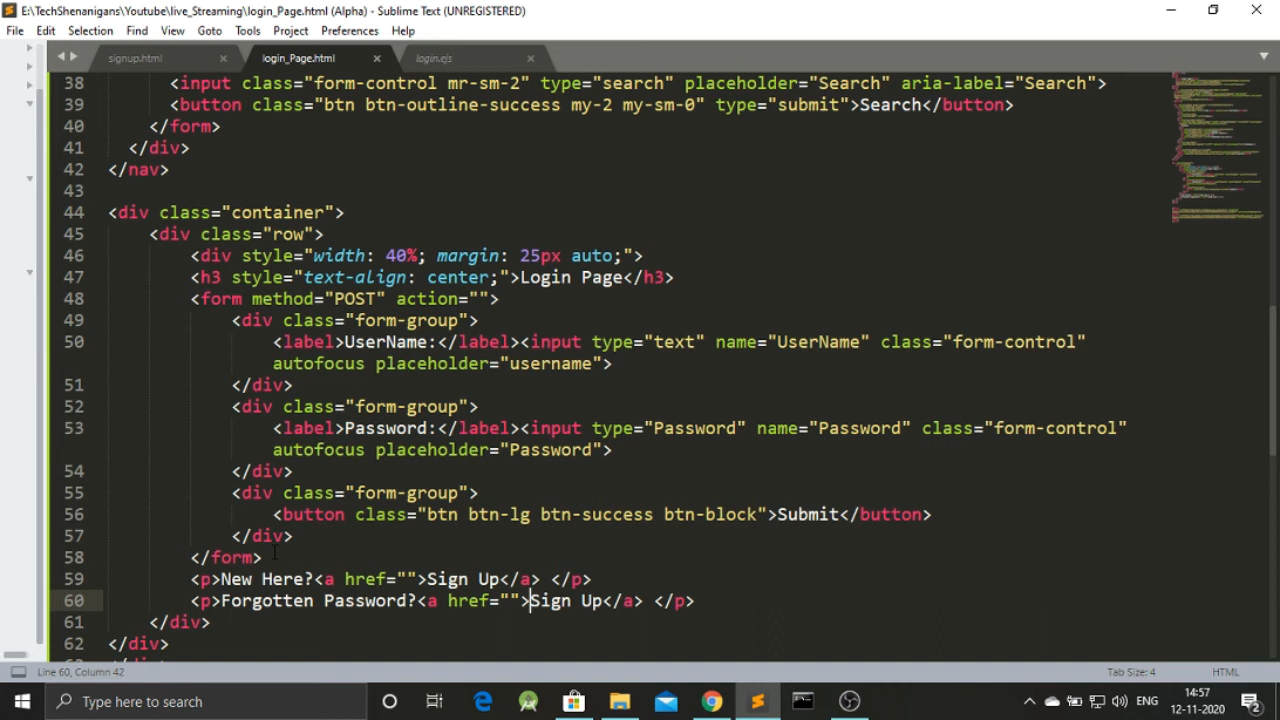 E:\TechShenanigans\Youtube\live_Streaming\login_Page.html (Alpha) - Sublime Text (UNREGISTERED)
File Edit Selection Find View Goto Tools Project Preferences Help
signup.html login_Page.html login.ejs
38 <input class="form-control mr-sm-2" type="search" placeholder="Search" aria-label="Search">
39 <button class="btn btn-outline-success my-2 my-sm-0" type="submit">Search</button>
40 </form>
41 </div>
42 </nav>
43
44 <div class="container">
45 <div class="row">
46 <div style="width: 40%; margin: 25px auto;">
47 <h3 style="text-align: center;">Login Page</h3>
48 <form method="POST" action="">
49 <div class="form-group">
50 <label>UserName:</label><input type="text" name="UserName" class="form-control"
autofocus placeholder="username">
51 </div>
52 <div class="form-group">
53 <label>Password:</label><input type="Password" name="Password" class="form-control"
autofocus placeholder="Password">
54 </div>
55 <div class="form-group">
56 <button class="btn btn-lg btn-success btn-block">Submit</button>
57 </div>
58 </form>
59 <p>New Here?<a href="">Sign Up</a> </p>
60 <p>Forgotten Password?<a href="">Sign Up</a> </p>
61 </div>
62 </div>
Line 60, Column 42 Tab Size: 4 HTML
Type here to search ENG 14:57
12-11-2020 2